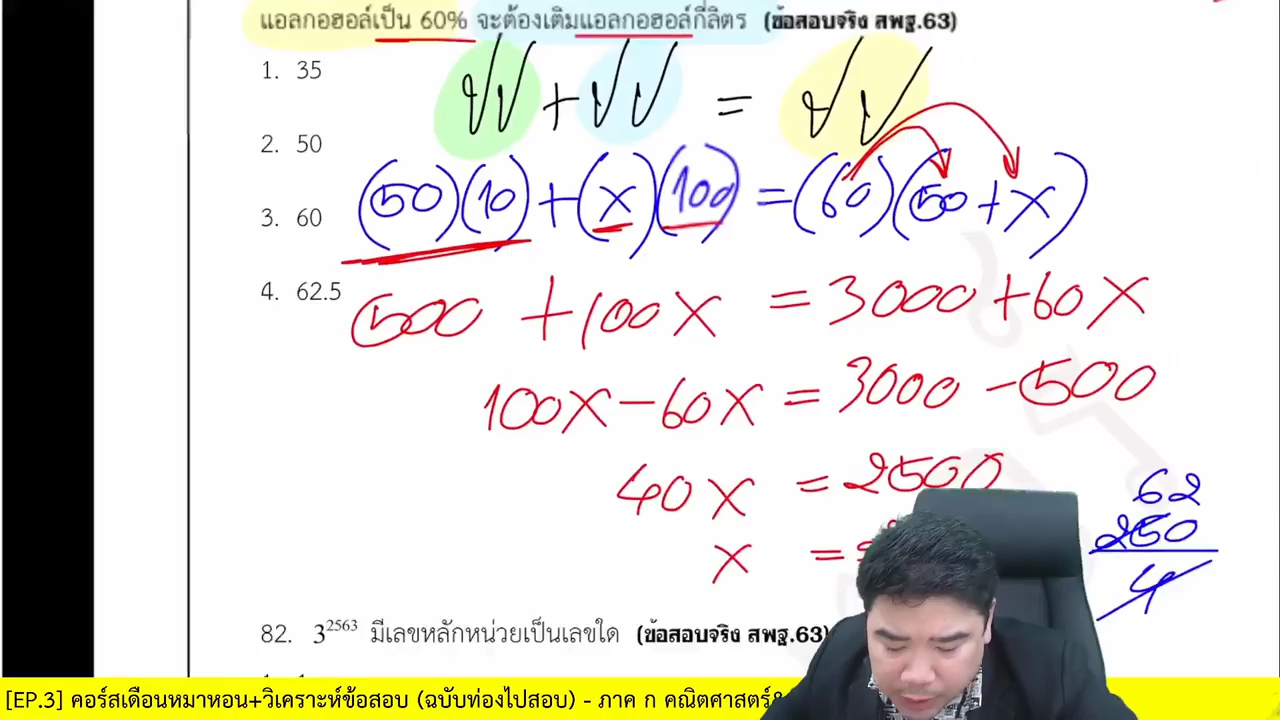 แอลกอฮอล์เป็น 60% จะต้องเติมแอลกอฮอล์กี่ลิตร (ข้อสอบจริง สพฐ.63)
1. 35
ปป + ปป = ปป
2. 50
(50)(10) + (x)(100) = (60)(50+x)
3. 60
4. 62.5
500 + 100x = 3000 + 60x
100x - 60x = 3000 - 500
40x = 2500
x =
62
250
4
82. 3^2563 มีเลขหลักหน่วยเป็นเลขใด (ข้อสอบจริง สพฐ.63)
[EP.3] คอร์สเดือนหมาหอน+วิเคราะห์ข้อสอบ (ฉบับท่องไปสอบ) - ภาค ก คณิตศาสตร์